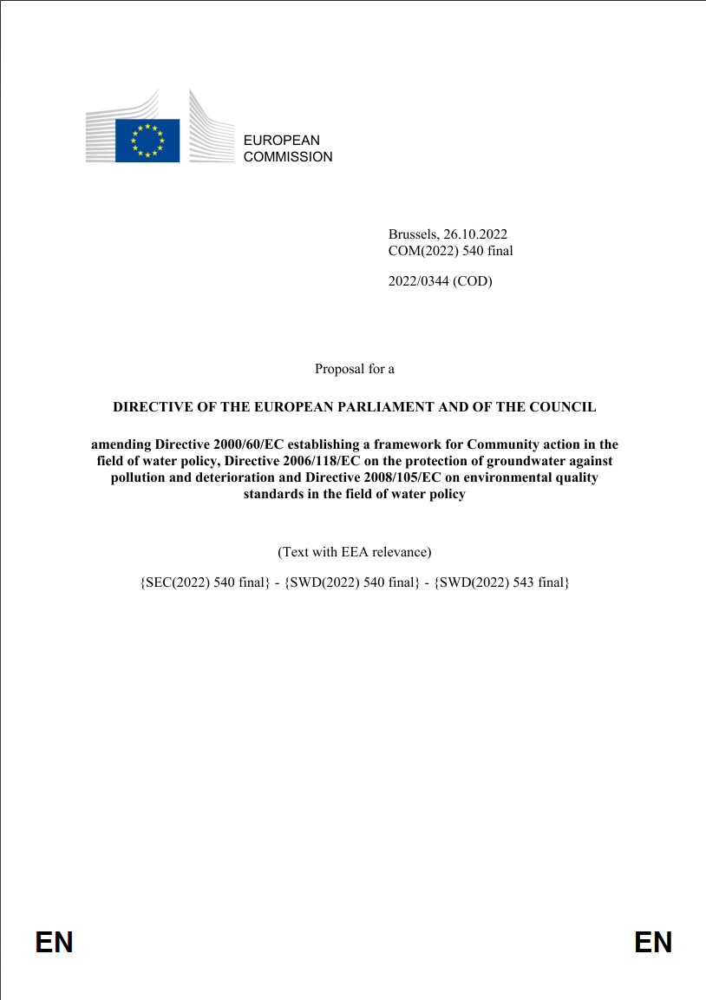 EUROPEAN
COMMISSION
Brussels, 26.10.2022
COM(2022) 540 final
2022/0344 (COD)
Proposal for a
DIRECTIVE OF THE EUROPEAN PARLIAMENT AND OF THE COUNCIL
amending Directive 2000/60/EC establishing a framework for Community action in the
field of water policy, Directive 2006/118/EC on the protection of groundwater against
pollution and deterioration and Directive 2008/105/EC on environmental quality
standards in the field of water policy
(Text with EEA relevance)
{SEC(2022) 540 final} - {SWD(2022) 540 final} - {SWD(2022) 543 final}
EN EN